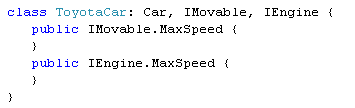 class ToyotaCar: Car, IMovable, IEngine {
   public IMovable.MaxSpeed {
   }
   public IEngine.MaxSpeed {
   }
}